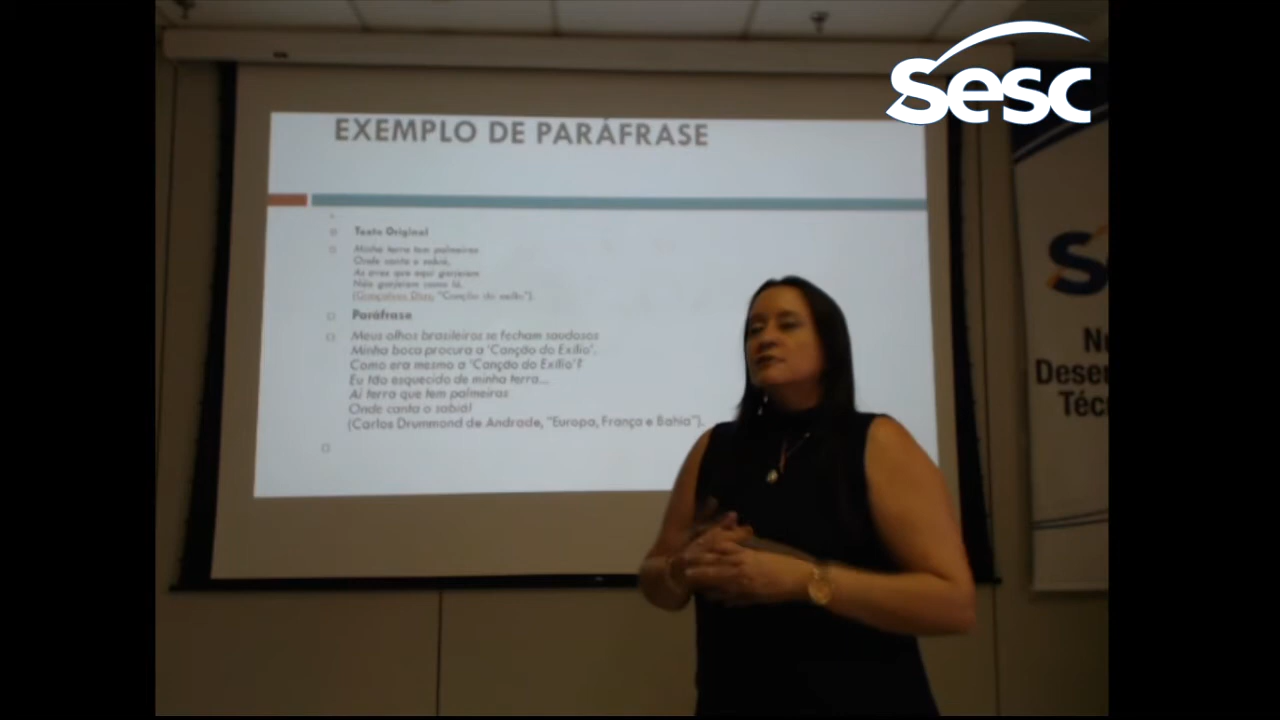 Sesc
EXEMPLO DE PARÁFRASE
Texto Original
Minha terra tem palmeiras
Onde canta o sabiá,
As aves que aqui gorjeiam
Não gorjeiam como lá.
(Gonçalves Dias, "Canção do exílio").
Paráfrase
Meus olhos brasileiros se fecham saudosos
Minha boca procura a 'Canção do Exílio'.
Como era mesmo a 'Canção do Exílio'?
Eu tão esquecido de minha terra...
Ai terra que tem palmeiras
Onde canta o sabiá!
(Carlos Drummond de Andrade, "Europa, França e Bahia").